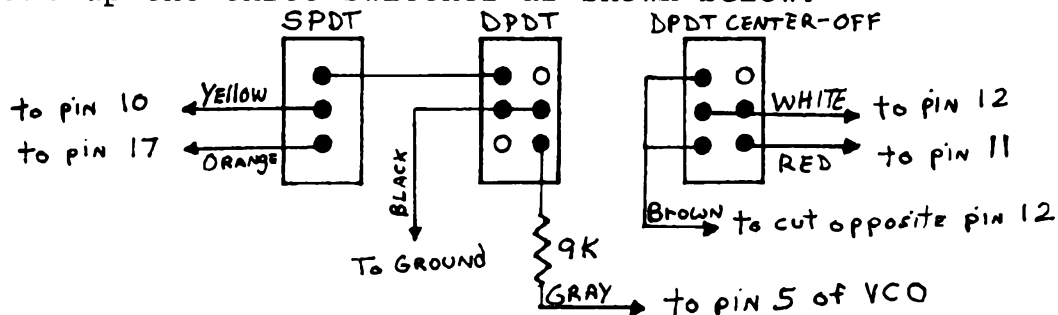 SPDT DPDT DPDT CENTER-OFF
to pin 10 Yellow WHITE to pin 12
to pin 17 ORANGE RED to pin 11
BLACK
Brown to cut opposite pin 12
To GROUND 9K
GRAY to pin 5 of VCO